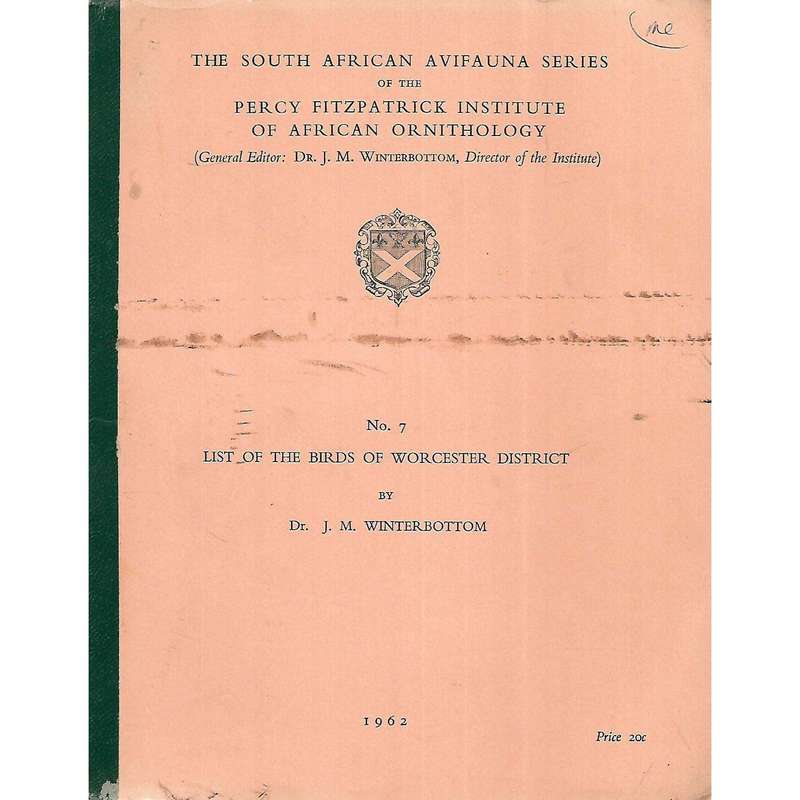 me
THE SOUTH AFRICAN AVIFAUNA SERIES
OF THE
PERCY FITZPATRICK INSTITUTE
OF AFRICAN ORNITHOLOGY
(General Editor: DR. J. M. WINTERBOTTOM, Director of the Institute)
No. 7
LIST OF THE BIRDS OF WORCESTER DISTRICT
BY
Dr. J. M. WINTERBOTTOM
1962
Price 20c